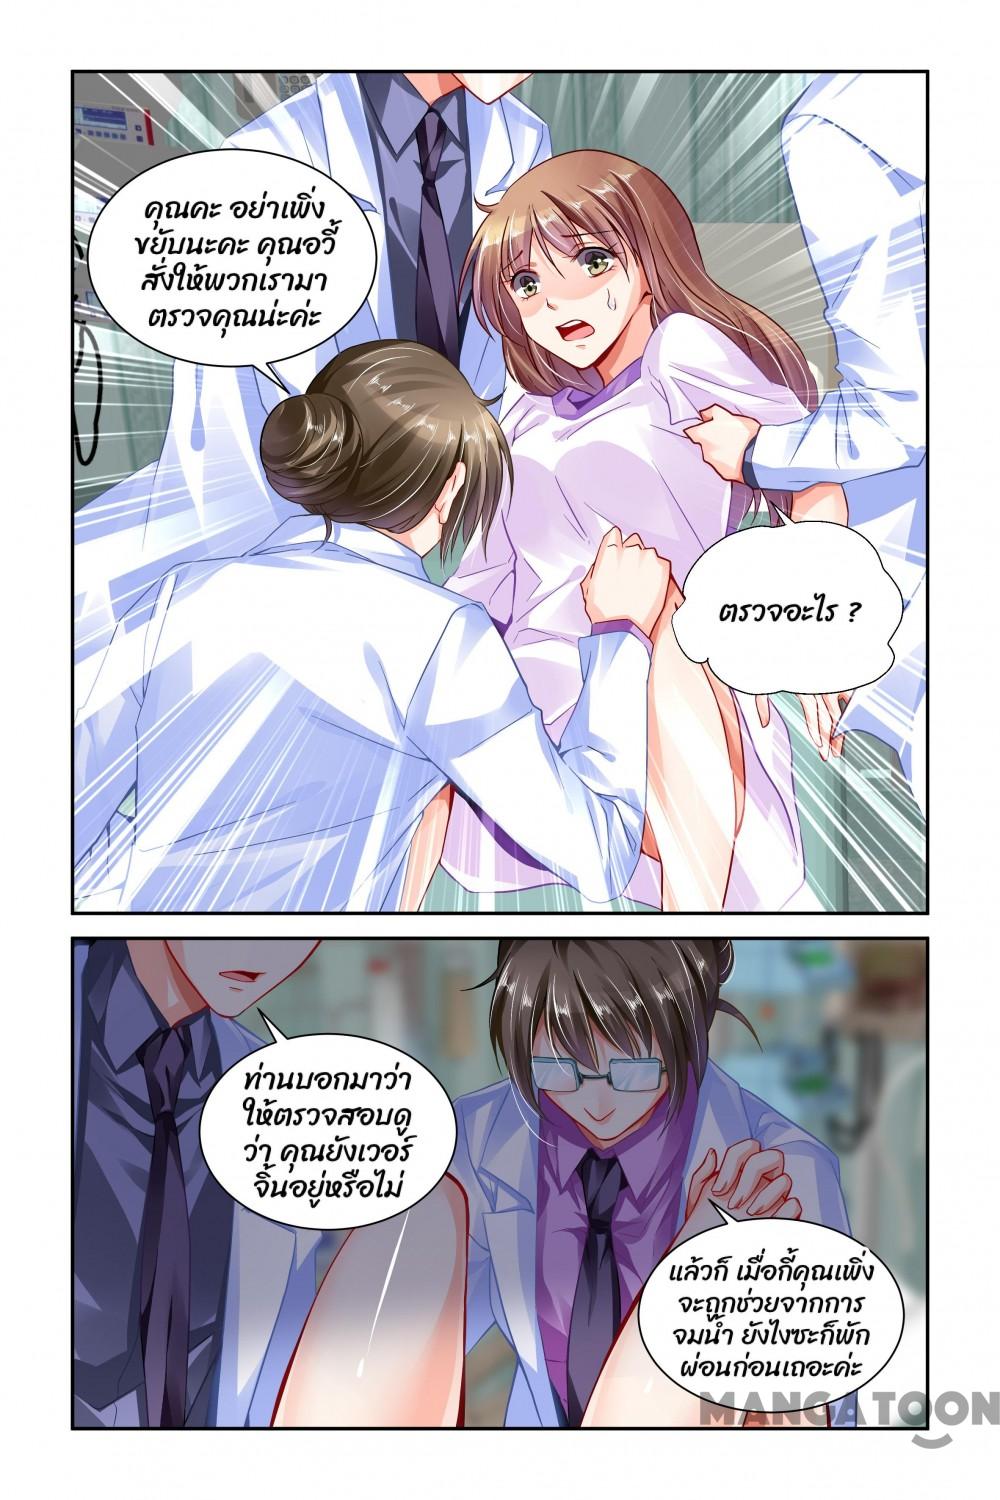 คุณคะ อย่าเพิ่ง
ขยับนะคะ คุณอวี้
สั่งให้พวกเรามา
ตรวจคุณน่ะค่ะ
ตรวจอะไร ?
ท่านบอกมาว่า
ให้ตรวจสอบดู
ว่า คุณยังเวอร์
จิ้นอยู่หรือไม่
แล้วก็ เมื่อกี้คุณเพิ่ง
จะถูกช่วยจากการ
จมน้ำ ยังไงซะก็พัก
ผ่อนก่อนเถอะค่ะ
MANGATOON